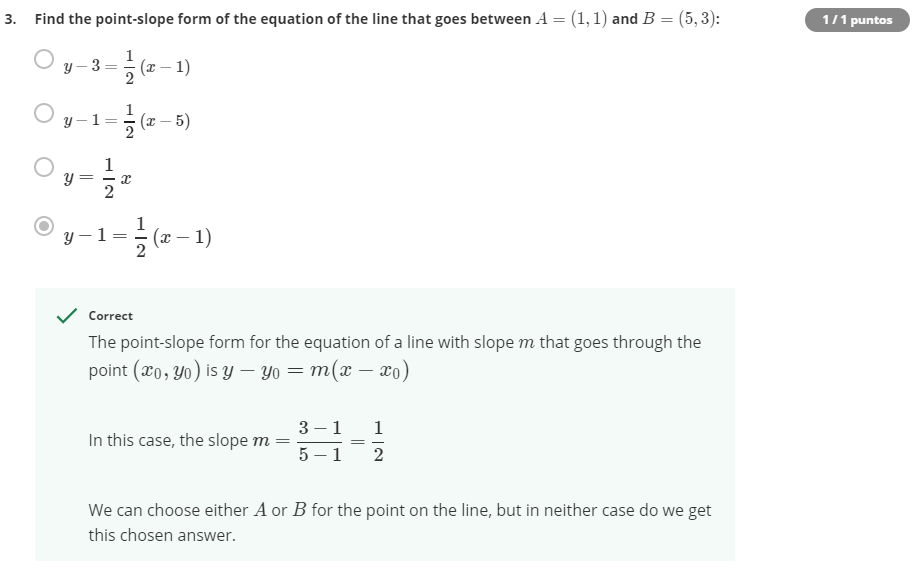 3. Find the point-slope form of the equation of the line that goes between A = (1, 1) and B = (5, 3):
1 / 1 puntos
y − 3 = 1/2 (x − 1)
y − 1 = 1/2 (x − 5)
y = 1/2 x
y − 1 = 1/2 (x − 1)
Correct
The point-slope form for the equation of a line with slope m that goes through the
point (x₀, y₀) is y − y₀ = m(x − x₀)
In this case, the slope m = (3 − 1)/(5 − 1) = 1/2
We can choose either A or B for the point on the line, but in neither case do we get
this chosen answer.